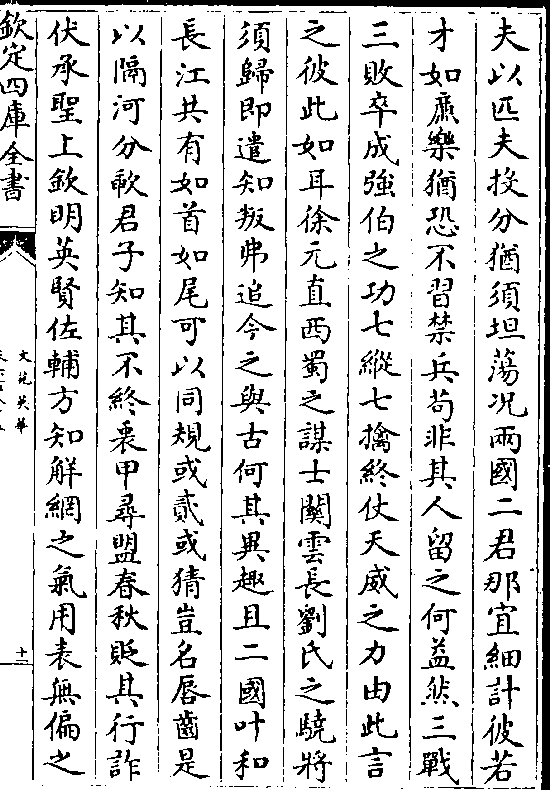 夫以匹夫投分猶須坦蕩况兩國二君那宜細計彼若
才如廉樂猶恐不習禁兵苟非其人留之何益然三戰
三敗卒成強伯之功七縱七擒終仗天威之力由此言
之彼此如耳徐元直西蜀之謀士闗雲長劉氏之驍將
須歸即遣知叛弗追今之與古何其異趣且二國叶和
長江共有如首如尾可以同規或貳或猜豈名唇齒是
以隔河分歃君子知其不終裹甲尋盟春秋貶其行詐
伏承聖上欽明英賢佐輔方知解網之氣用表無偏之
欽定四庫全書
文苑英華
十二